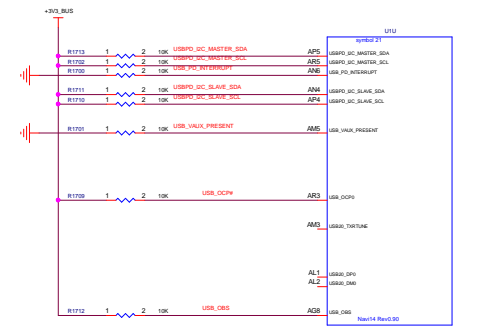 +3V3_BUS
U1U
symbol 21
R1713 1 2 10K USBPD_I2C_MASTER_SDA AP5 USBPD_I2C_MASTER_SDA
R1702 1 2 10K USBPD_I2C_MASTER_SCL AR5 USBPD_I2C_MASTER_SCL
R1700 1 2 10K USB_PD_INTERRUPT AN6 USB_PD_INTERRUPT
R1711 1 2 10K USBPD_I2C_SLAVE_SDA AN4 USBPD_I2C_SLAVE_SDA
R1710 1 2 10K USBPD_I2C_SLAVE_SCL AP4 USBPD_I2C_SLAVE_SCL
R1701 1 2 10K USB_VAUX_PRESENT AM5 USB_VAUX_PRESENT
R1709 1 2 10K USB_OCP# AR3 USB_OCP0
AM3 USB20_TXRTUNE
AL1 USB20_DP0
AL2 USB20_DM0
R1712 1 2 10K USB_OBS AG8 USB_OBS
Navi14 Rev0.90